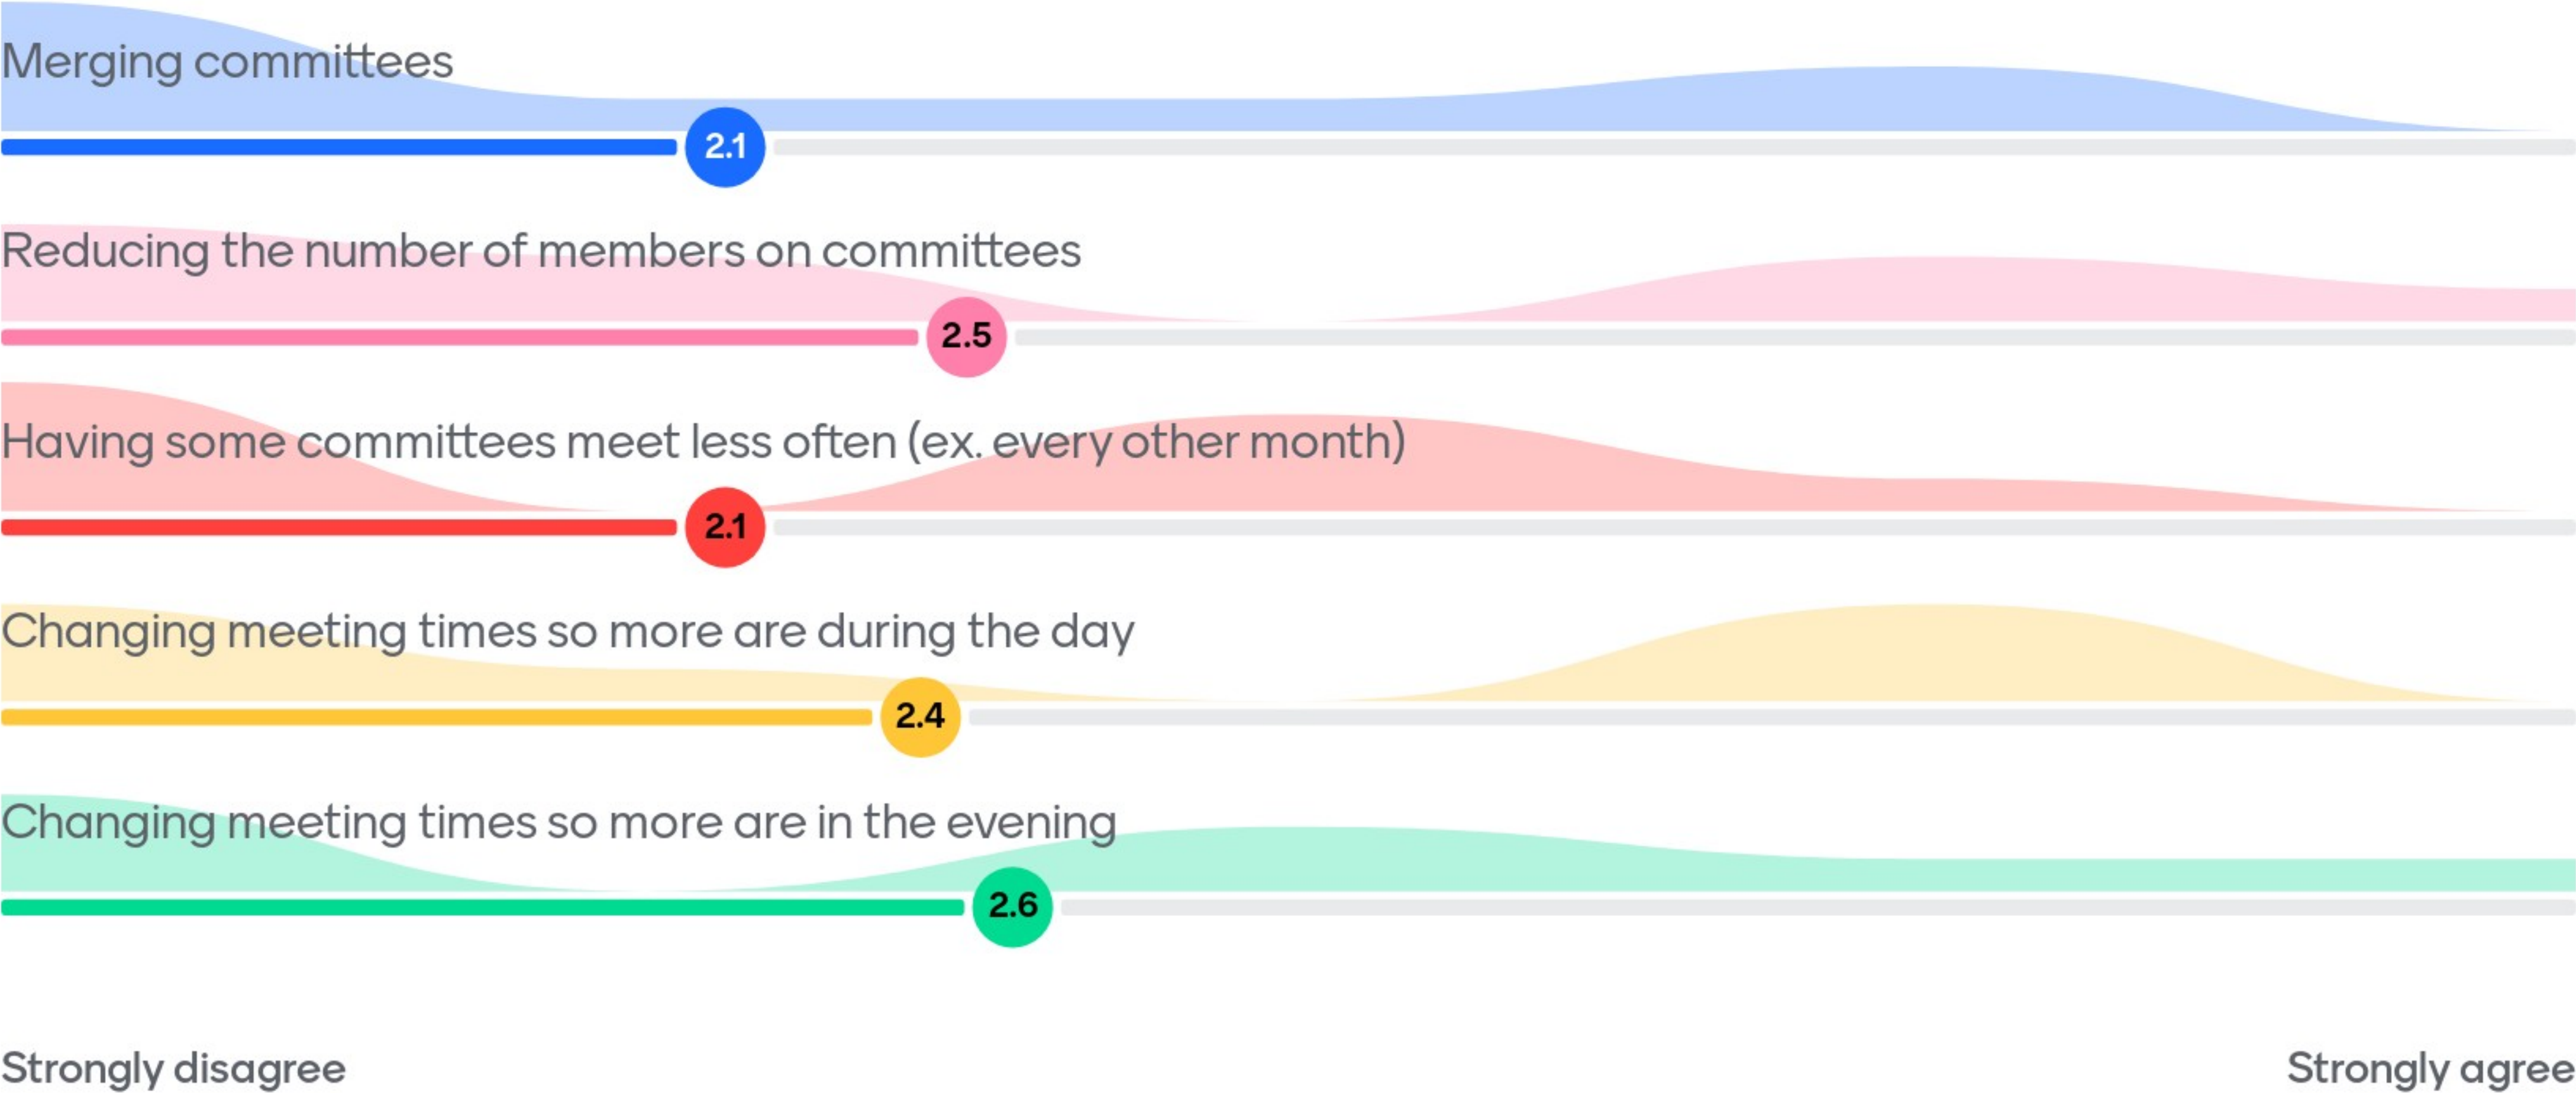 Merging committees
2.1
Reducing the number of members on committees
2.5
Having some committees meet less often (ex. every other month)
2.1
Changing meeting times so more are during the day
2.4
Changing meeting times so more are in the evening
2.6
Strongly disagree
Strongly agree